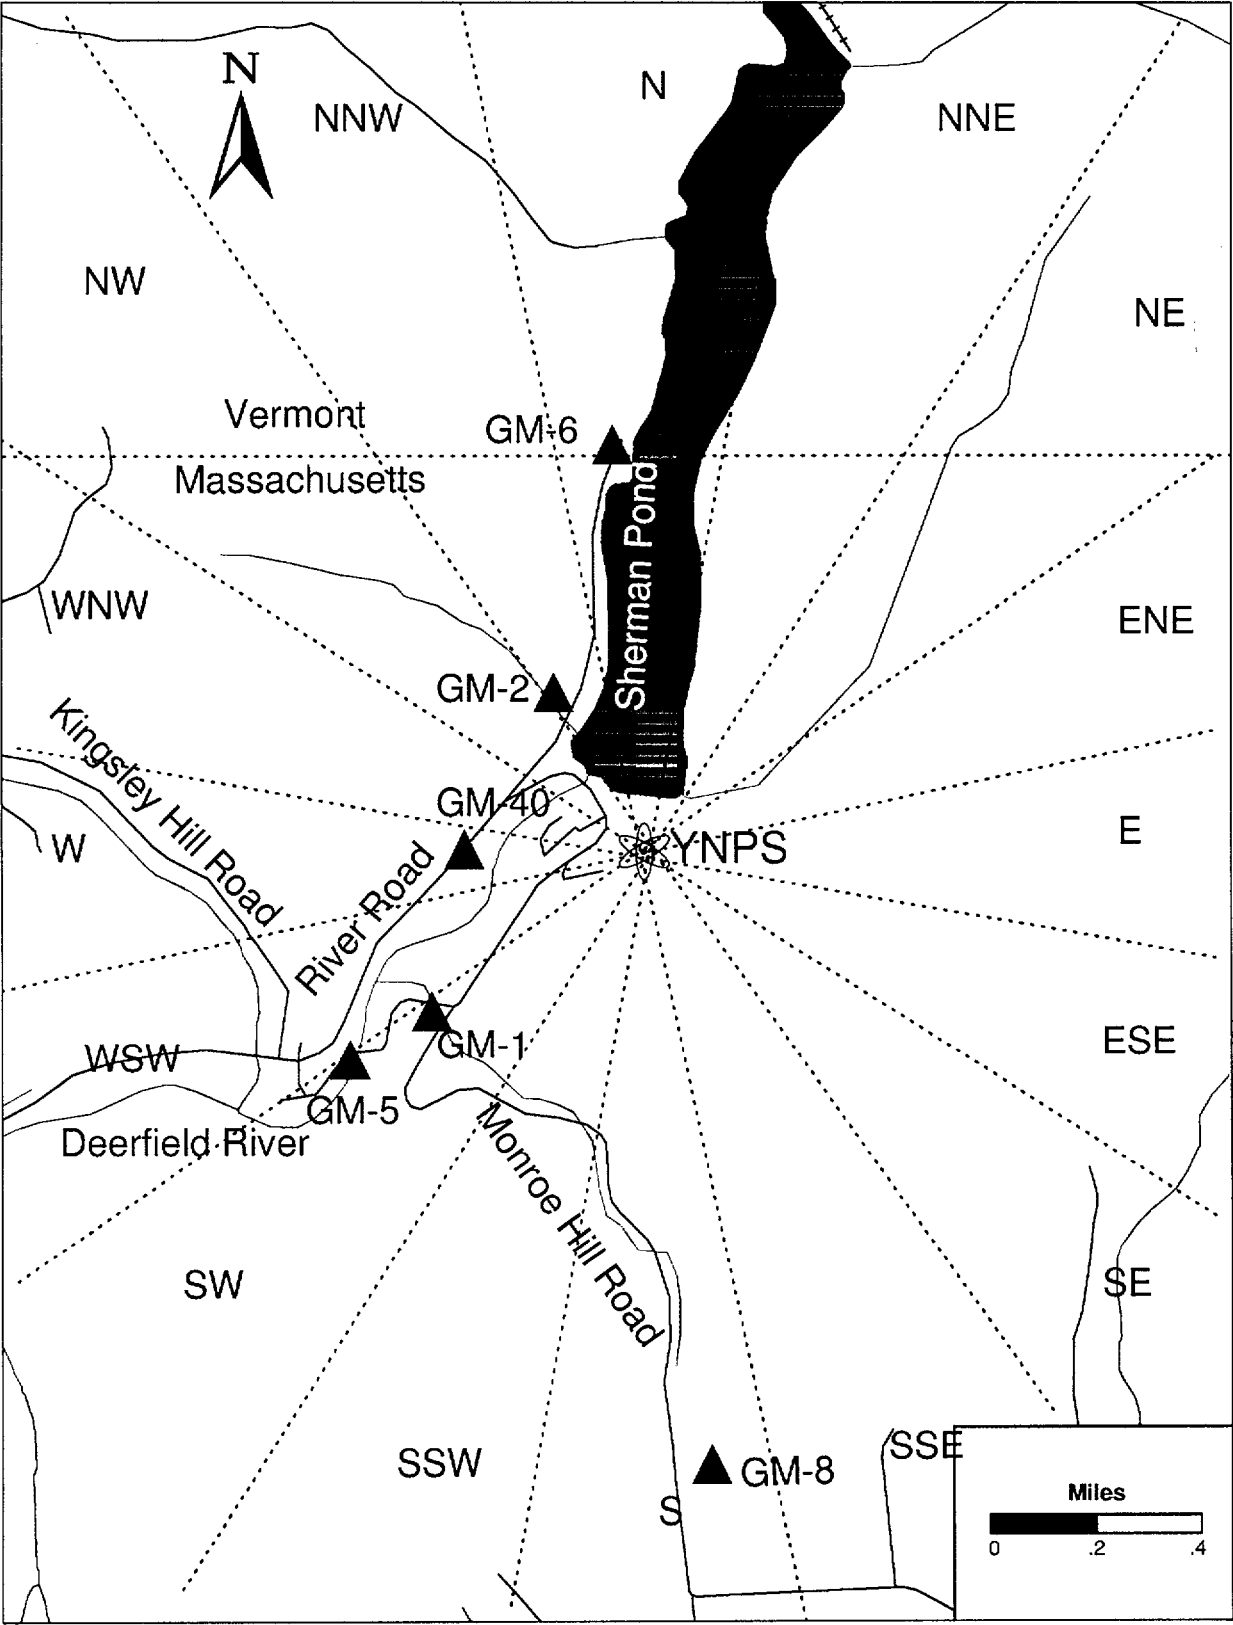 N
N
NNW
NNE
NW
NE
Vermont
GM-6
Massachusetts
Sherman Pond
WNW
ENE
GM-2
Kingsley Hill Road
GM-40
E
W
YNPS
River Road
GM-1
ESE
WSW
GM-5
Deerfield River
Monroe Hill Road
SW
SE
SSW
SSE
GM-8
S
Miles
0 .2 .4